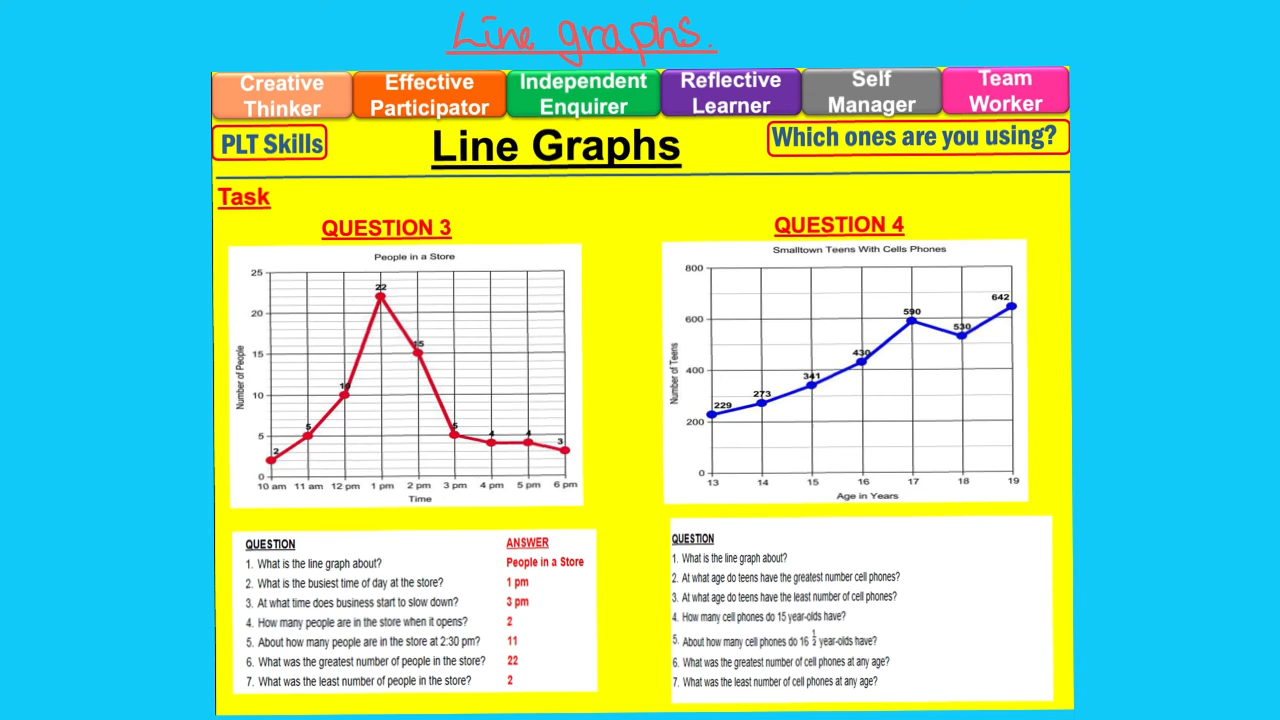 Line graphs.
Creative Thinker
Effective Participator
Independent Enquirer
Reflective Learner
Self Manager
Team Worker
PLT Skills
Line Graphs
Which ones are you using?
Task
QUESTION 3
People in a Store
Number of People
25
20
15
10
5
0
2
5
10
22
15
5
4
4
3
10 am 11 am 12 pm 1 pm 2 pm 3 pm 4 pm 5 pm 6 pm
Time
QUESTION ANSWER
1. What is the line graph about? People in a Store
2. What is the busiest time of day at the store? 1 pm
3. At what time does business start to slow down? 3 pm
4. How many people are in the store when it opens? 2
5. About how many people are in the store at 2:30 pm? 11
6. What was the greatest number of people in the store? 22
7. What was the least number of people in the store? 2
QUESTION 4
Smalltown Teens With Cells Phones
Number of Teens
800
600
400
200
0
229
273
341
430
590
530
642
13 14 15 16 17 18 19
Age in Years
QUESTION
1. What is the line graph about?
2. At what age do teens have the greatest number cell phones?
3. At what age do teens have the least number of cell phones?
4. How many cell phones do 15 year-olds have?
5. About how many cell phones do 16 1/2 year-olds have?
6. What was the greatest number of cell phones at any age?
7. What was the least number of cell phones at any age?